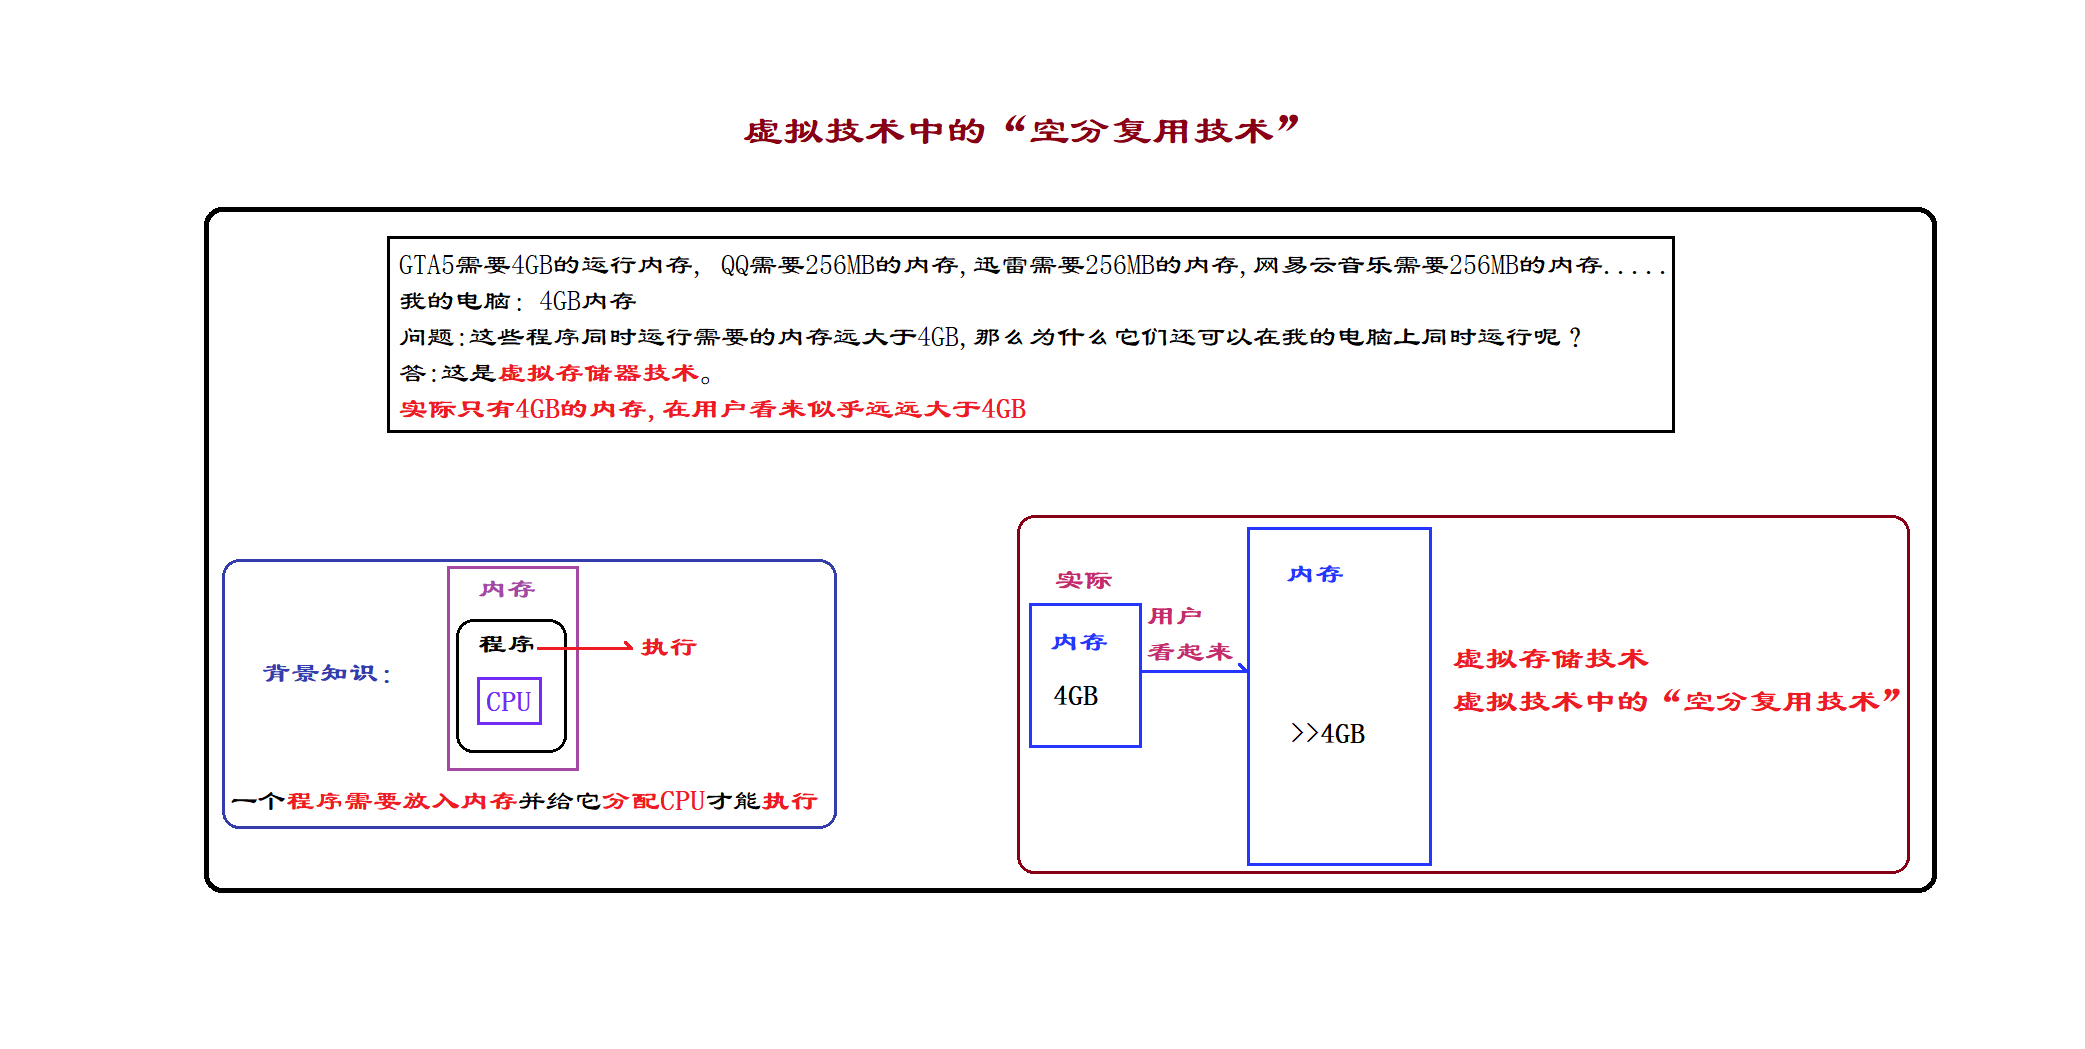 虚拟技术中的“空分复用技术”
GTA5需要4GB的运行内存, QQ需要256MB的内存,迅雷需要256MB的内存,网易云音乐需要256MB的内存.....
我的电脑: 4GB内存
问题:这些程序同时运行需要的内存远大于4GB,那么为什么它们还可以在我的电脑上同时运行呢?
答:这是虚拟存储器技术。
实际只有4GB的内存,在用户看来似乎远远大于4GB
背景知识:
内存
程序
执行
CPU
一个程序需要放入内存并给它分配CPU才能执行
实际
内存
4GB
用户
看起来
内存
>>4GB
虚拟存储技术
虚拟技术中的“空分复用技术”